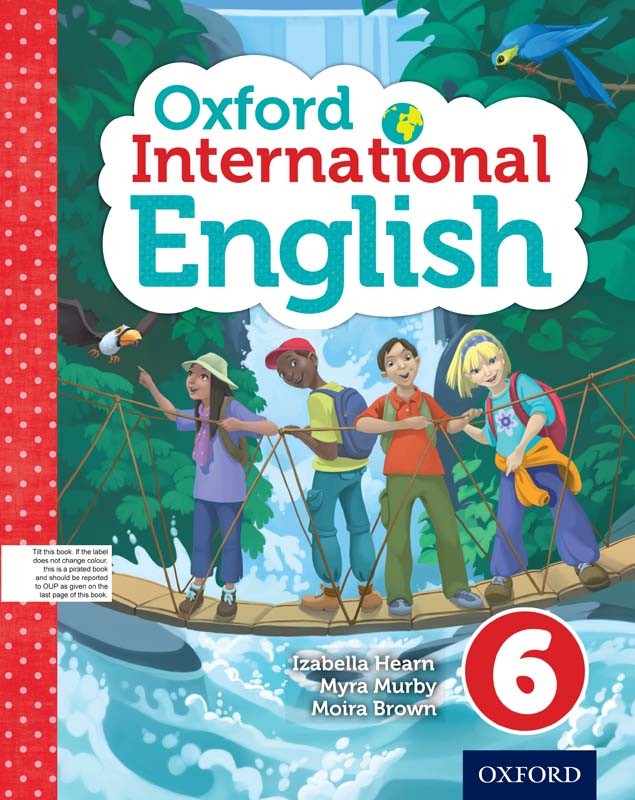 Oxford
International
English
Tilt this book. If the label
does not change colour,
this is a pirated book
and should be reported
to OUP as given on the
last page of this book.
Izabella Hearn
Myra Murby
Moira Brown
6
OXFORD